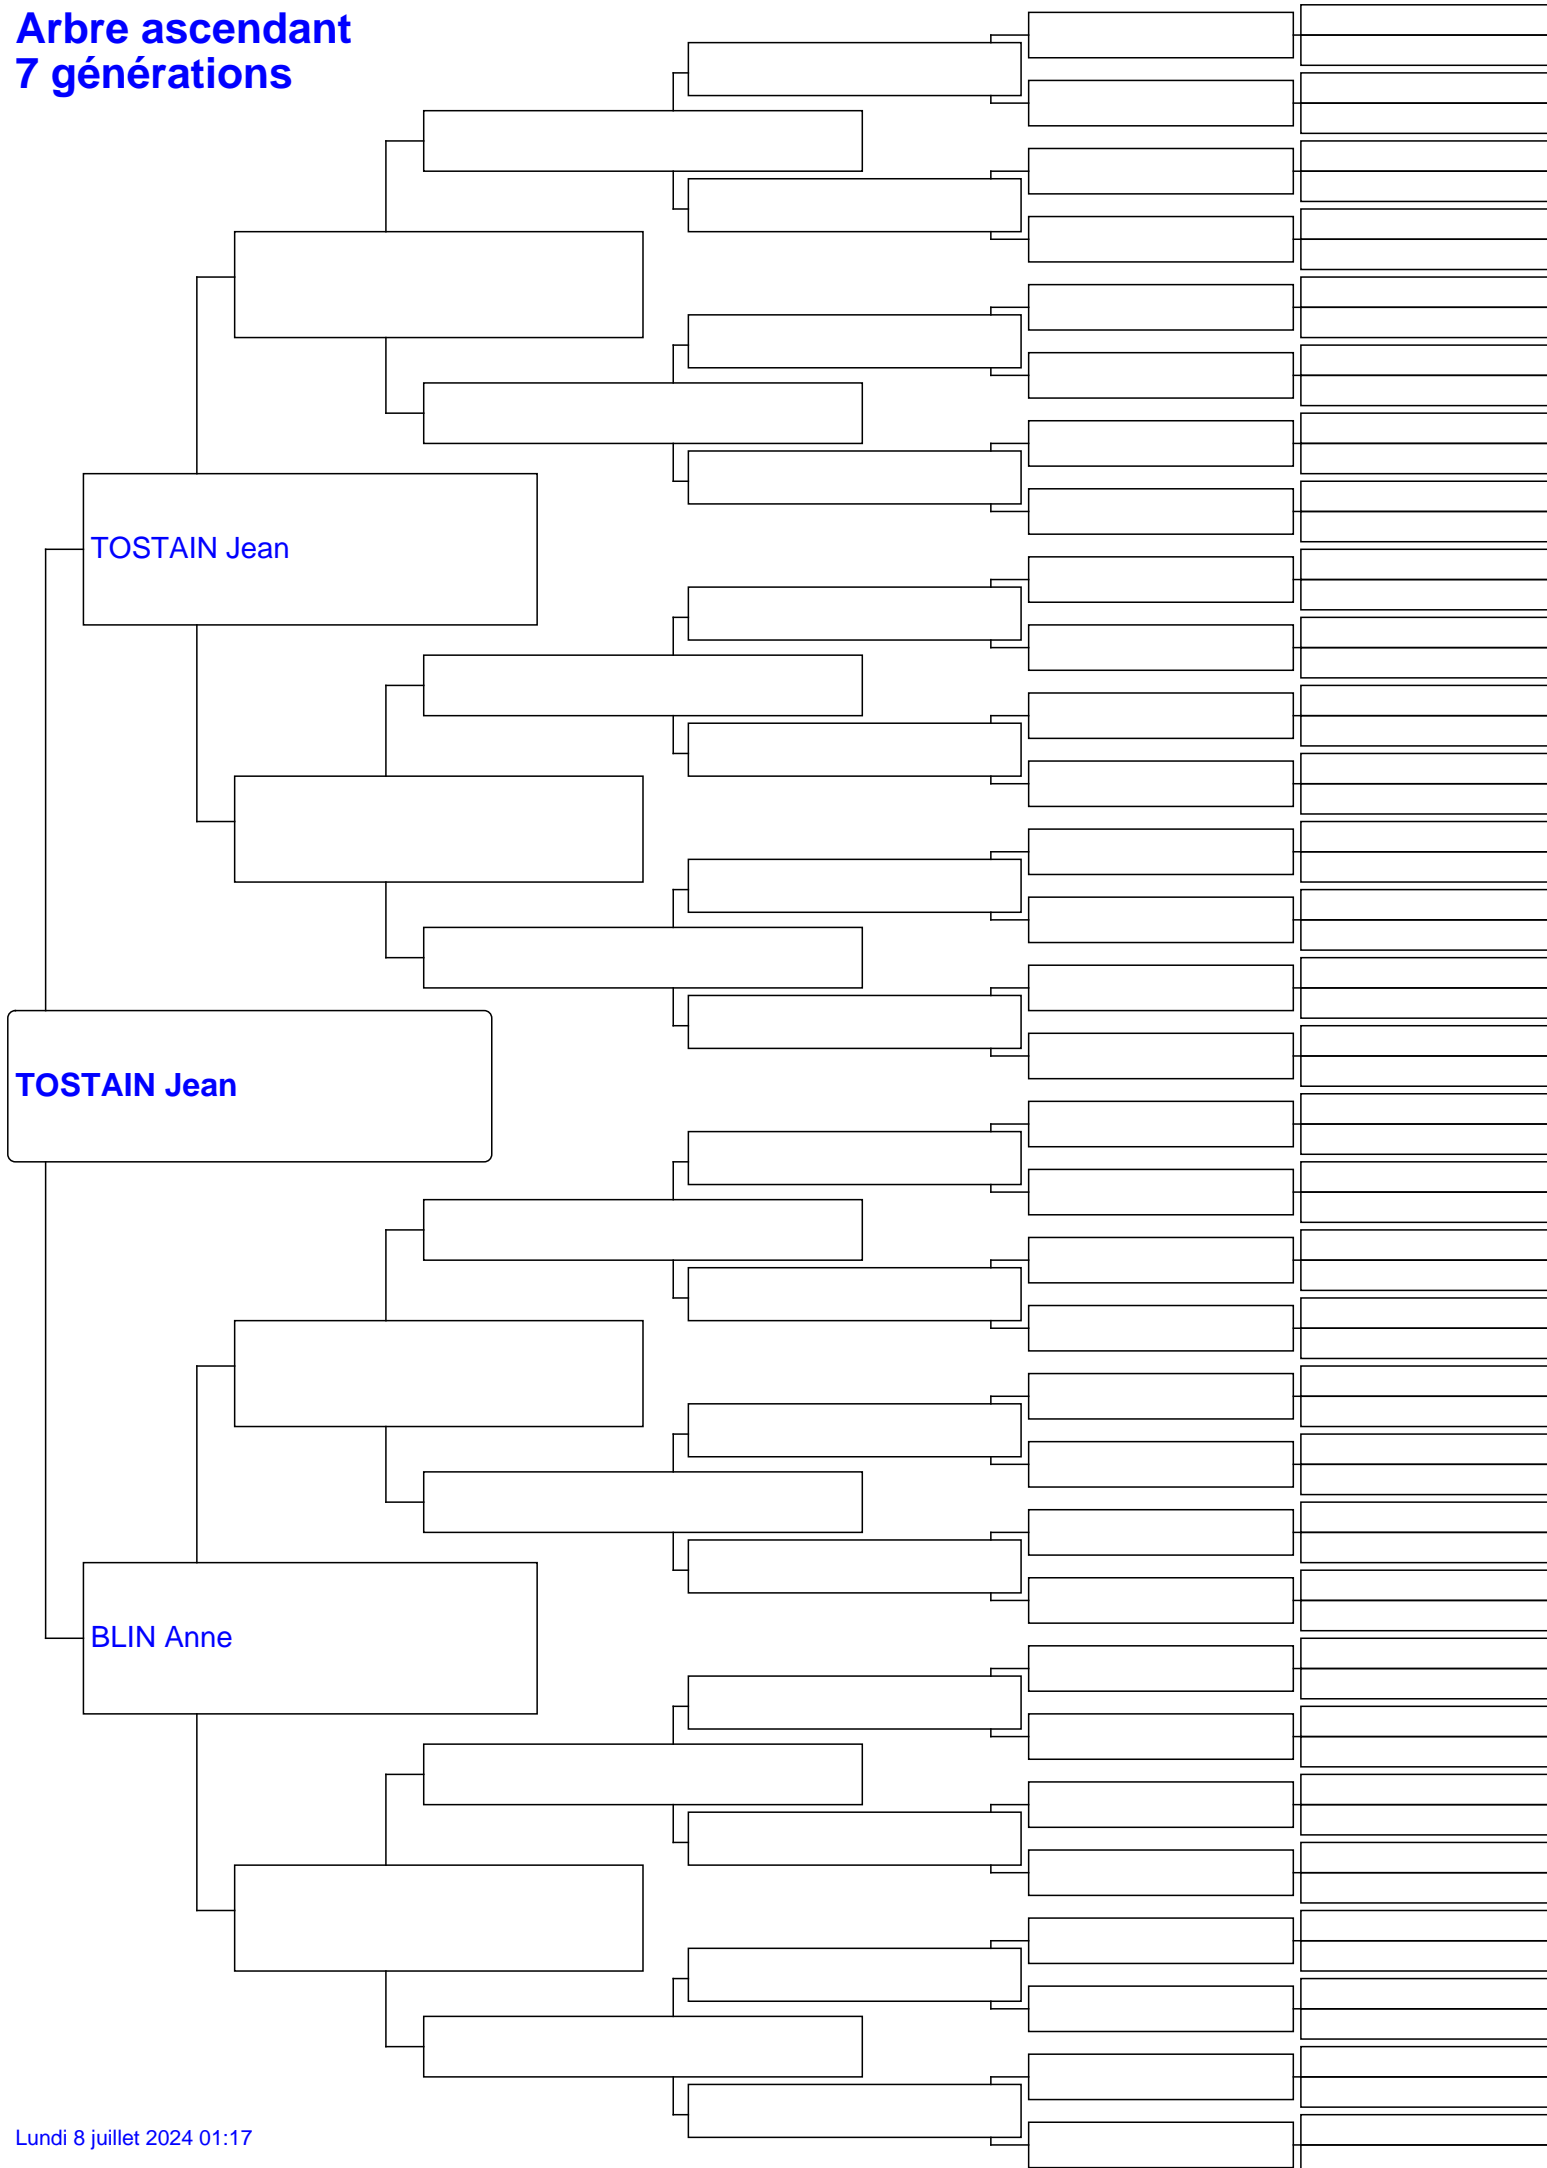 Arbre ascendant
7 générations
TOSTAIN Jean
TOSTAIN Jean
BLIN Anne
Lundi 8 juillet 2024 01:17